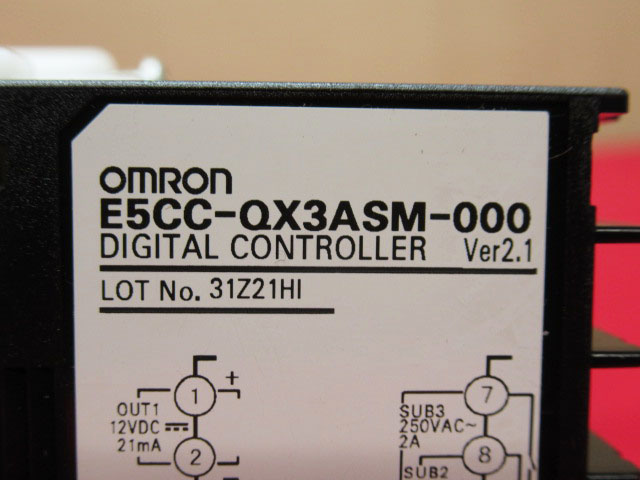 OMRON
E5CC-QX3ASM-000
DIGITAL CONTROLLER Ver2.1
LOT No. 31Z21HI
1 +
OUT1
12VDC ⎓
21mA
2
7
SUB3
250VAC~
2A
8
SUB2